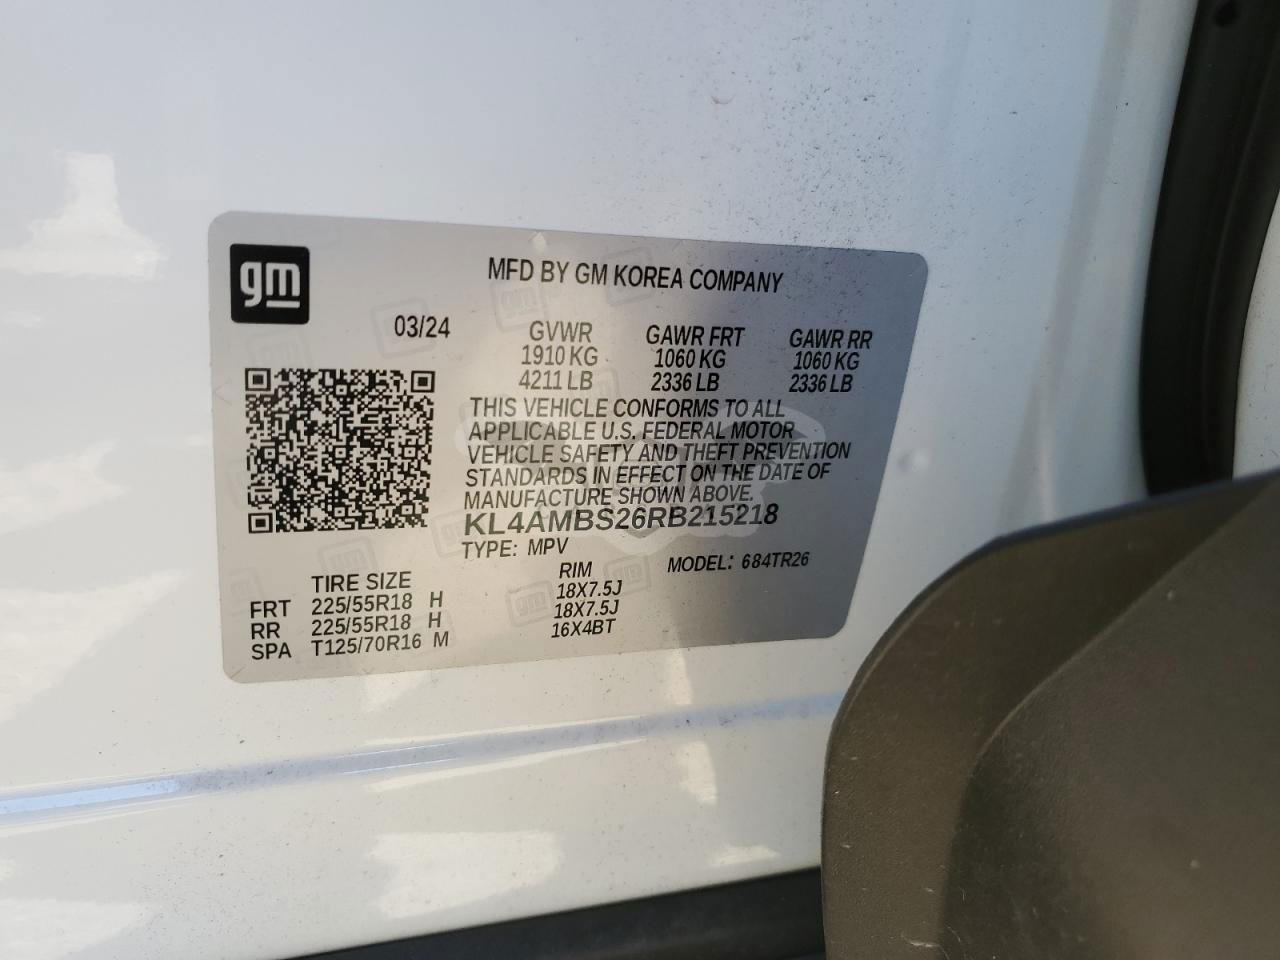 gm
MFD BY GM KOREA COMPANY
03/24 GVWR GAWR FRT GAWR RR
1910 KG 1060 KG 1060 KG
4211 LB 2336 LB 2336 LB
THIS VEHICLE CONFORMS TO ALL
APPLICABLE U.S. FEDERAL MOTOR
VEHICLE SAFETY AND THEFT PREVENTION
STANDARDS IN EFFECT ON THE DATE OF
MANUFACTURE SHOWN ABOVE.
KL4AMBS26RB215218
TYPE: MPV MODEL: 684TR26
TIRE SIZE RIM
FRT 225/55R18 H 18X7.5J
RR 225/55R18 H 18X7.5J
SPA T125/70R16 M 16X4BT